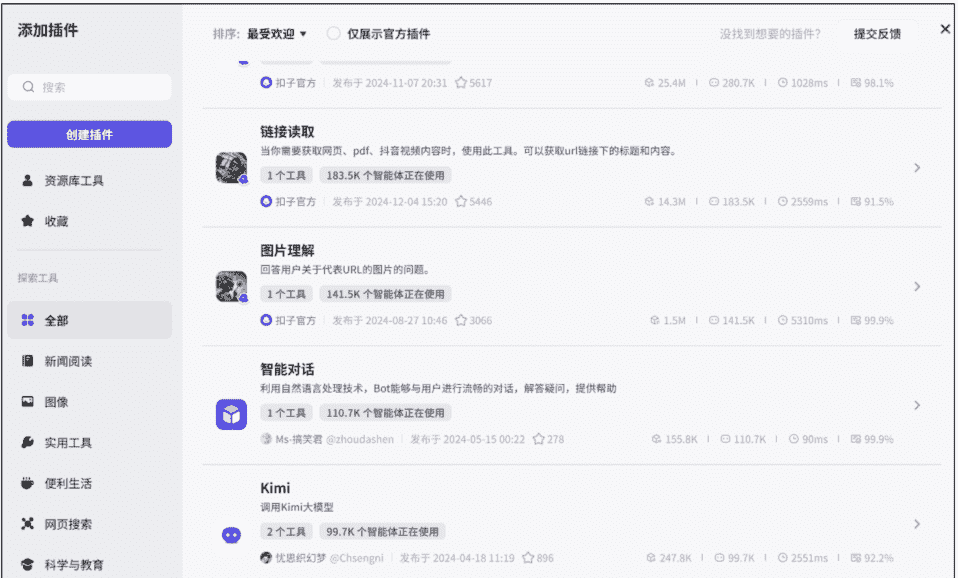 添加插件
搜索
创建插件
资源库工具
收藏
探索工具
全部
新闻阅读
图像
实用工具
便利生活
网页搜索
科学与教育
排序: 最受欢迎 仅展示官方插件 没找到想要的插件? 提交反馈
扣子官方 发布于 2024-11-07 20:31 5617 25.4M 280.7K 1028ms 98.1%
链接读取
当你需要获取网页、pdf、抖音视频内容时，使用此工具。可以获取url链接下的标题和内容。
1 个工具 183.5K 个智能体正在使用
扣子官方 发布于 2024-12-04 15:20 5446 14.3M 183.5K 2559ms 91.5%
图片理解
回答用户关于代表URL的图片的问题。
1 个工具 141.5K 个智能体正在使用
扣子官方 发布于 2024-08-27 10:46 3066 1.5M 141.5K 5310ms 99.9%
智能对话
利用自然语言处理技术，Bot能够与用户进行流畅的对话，解答疑问，提供帮助
1 个工具 110.7K 个智能体正在使用
Ms-搞笑君 @zhoudashen 发布于 2024-05-15 00:22 278 155.8K 110.7K 90ms 99.9%
Kimi
调用Kimi大模型
2 个工具 99.7K 个智能体正在使用
忧思织幻梦 @Chsengni 发布于 2024-04-18 11:19 896 247.8K 99.7K 2551ms 92.2%